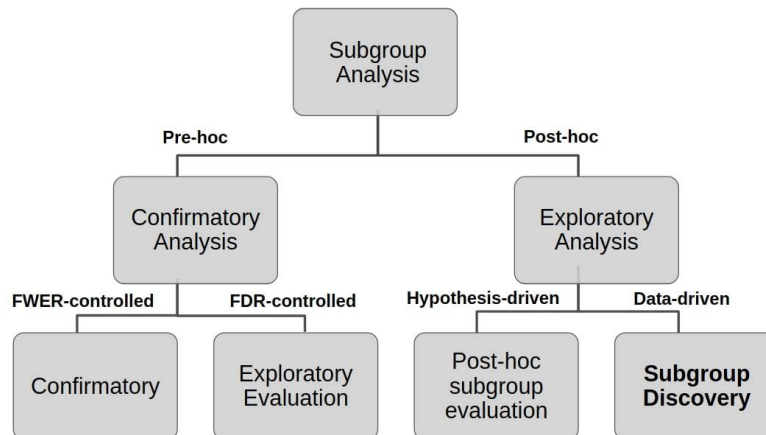 Subgroup
Analysis
Pre-hoc
Post-hoc
Confirmatory
Analysis
Exploratory
Analysis
FWER-controlled
FDR-controlled
Hypothesis-driven
Data-driven
Confirmatory
Exploratory
Evaluation
Post-hoc
subgroup
evaluation
Subgroup
Discovery